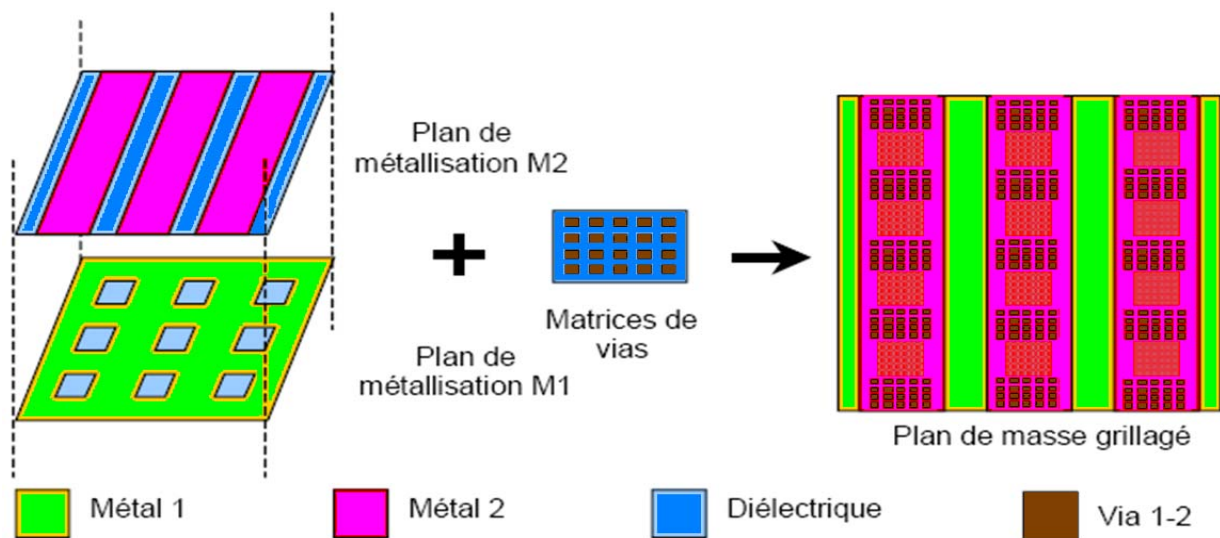 Plan de
métallisation M2
Matrices de
vias
Plan de
métallisation M1
Plan de masse grillagé
Métal 1
Métal 2
Diélectrique
Via 1-2